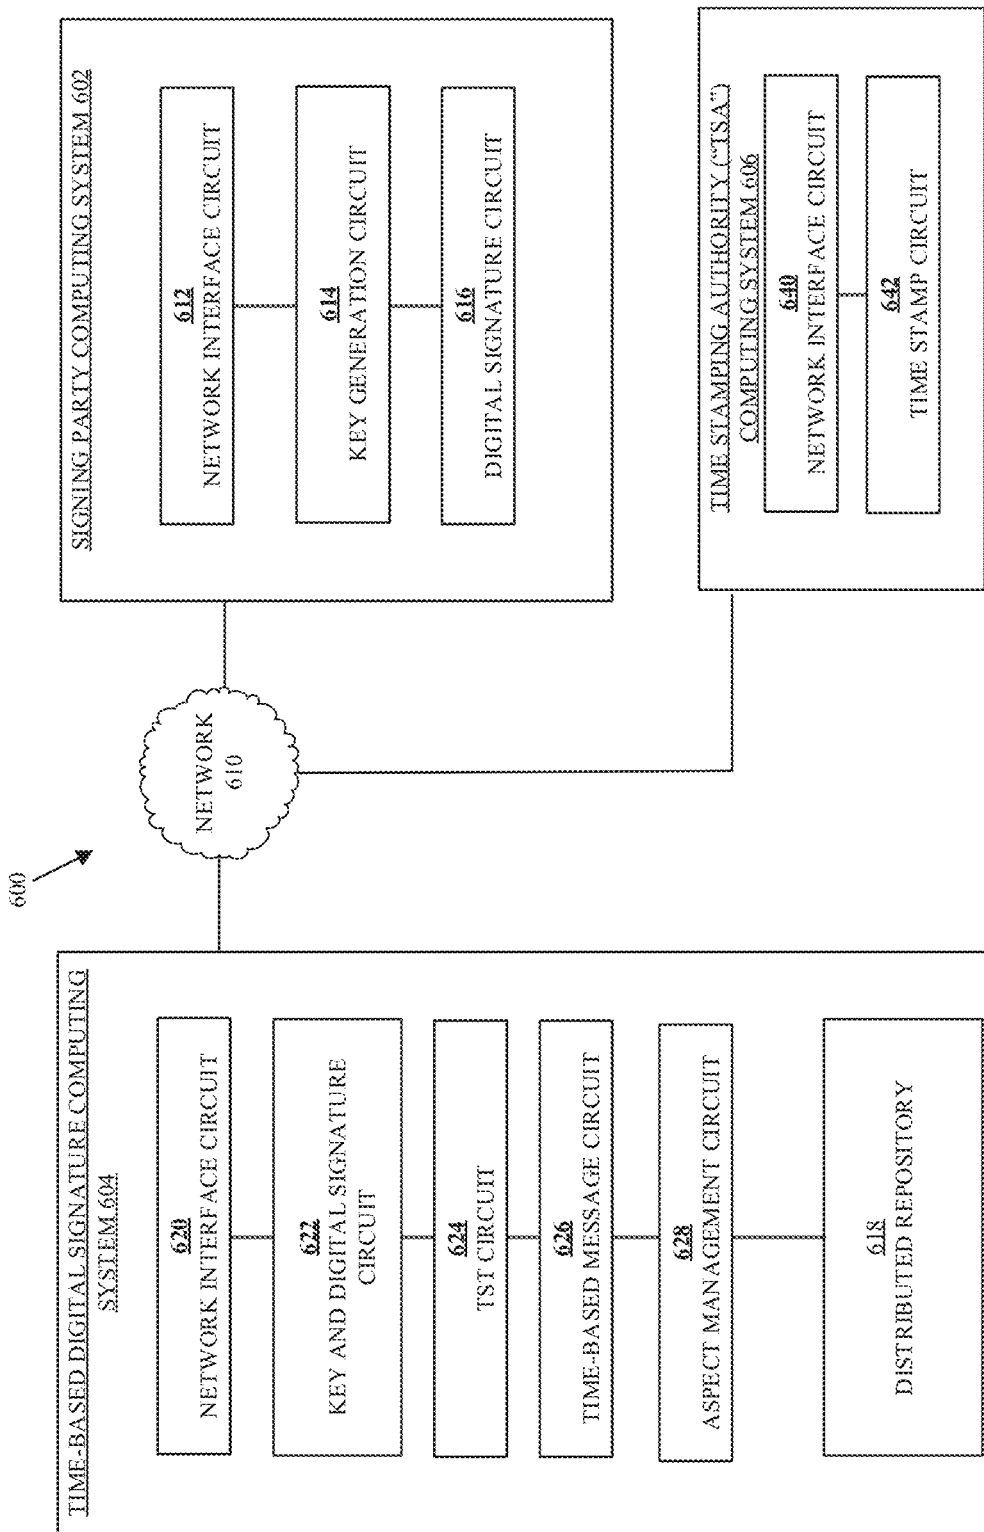 600
TIME-BASED DIGITAL SIGNATURE COMPUTING
SYSTEM 604
620
NETWORK INTERFACE CIRCUIT
622
KEY AND DIGITAL SIGNATURE
CIRCUIT
624
TST CIRCUIT
626
TIME-BASED MESSAGE CIRCUIT
628
ASPECT MANAGEMENT CIRCUIT
618
DISTRIBUTED REPOSITORY
NETWORK
610
SIGNING PARTY COMPUTING SYSTEM 602
612
NETWORK INTERFACE CIRCUIT
614
KEY GENERATION CIRCUIT
616
DIGITAL SIGNATURE CIRCUIT
TIME STAMPING AUTHORITY ("TSA")
COMPUTING SYSTEM 606
640
NETWORK INTERFACE CIRCUIT
642
TIME STAMP CIRCUIT